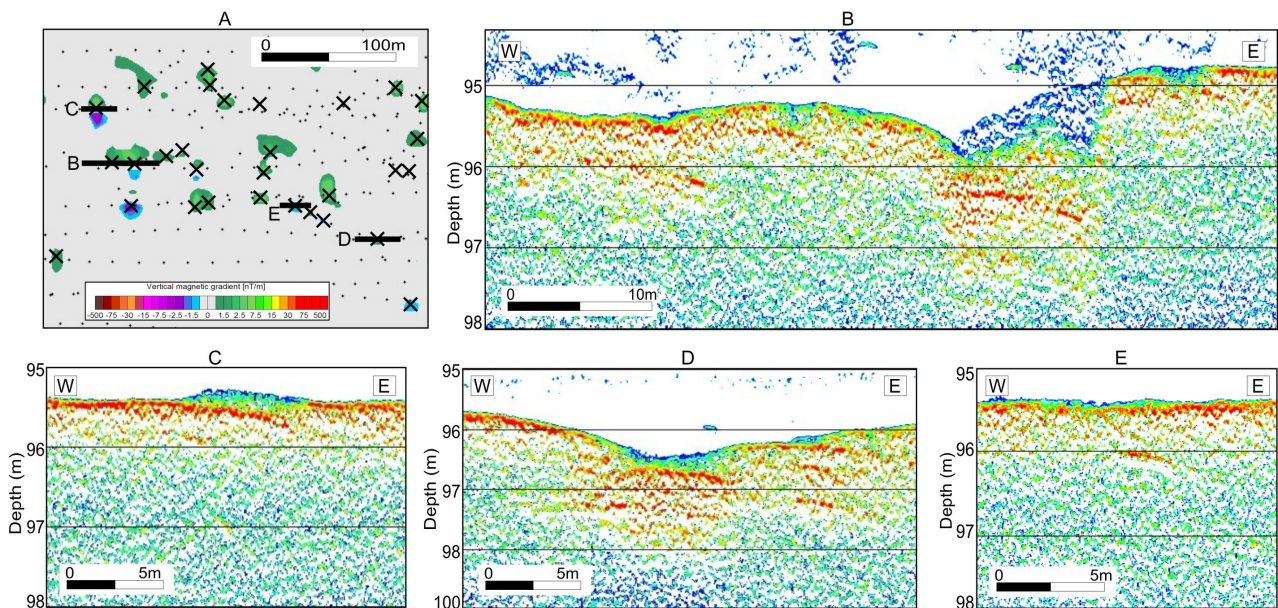 A
0 100m
C
B
E
D
Vertical magnetic gradient [nT/m]
-500 -75 -30 -15 -7.5 -2.5 -1.5 0 1.5 2.5 7.5 15 30 75 500
B
W E
95
96
97
98
Depth (m)
0 10m
C
W E
95
96
97
98
Depth (m)
0 5m
D
W E
95
96
97
98
100
Depth (m)
0 5m
E
W E
95
96
97
98
Depth (m)
0 5m